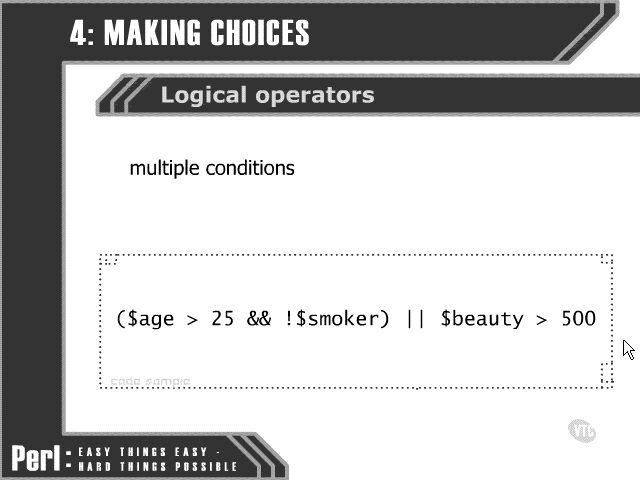 4: MAKING CHOICES
Logical operators
multiple conditions
($age > 25 && !$smoker) || $beauty > 500
code sample
VTC
Perl: EASY THINGS EASY -
HARD THINGS POSSIBLE